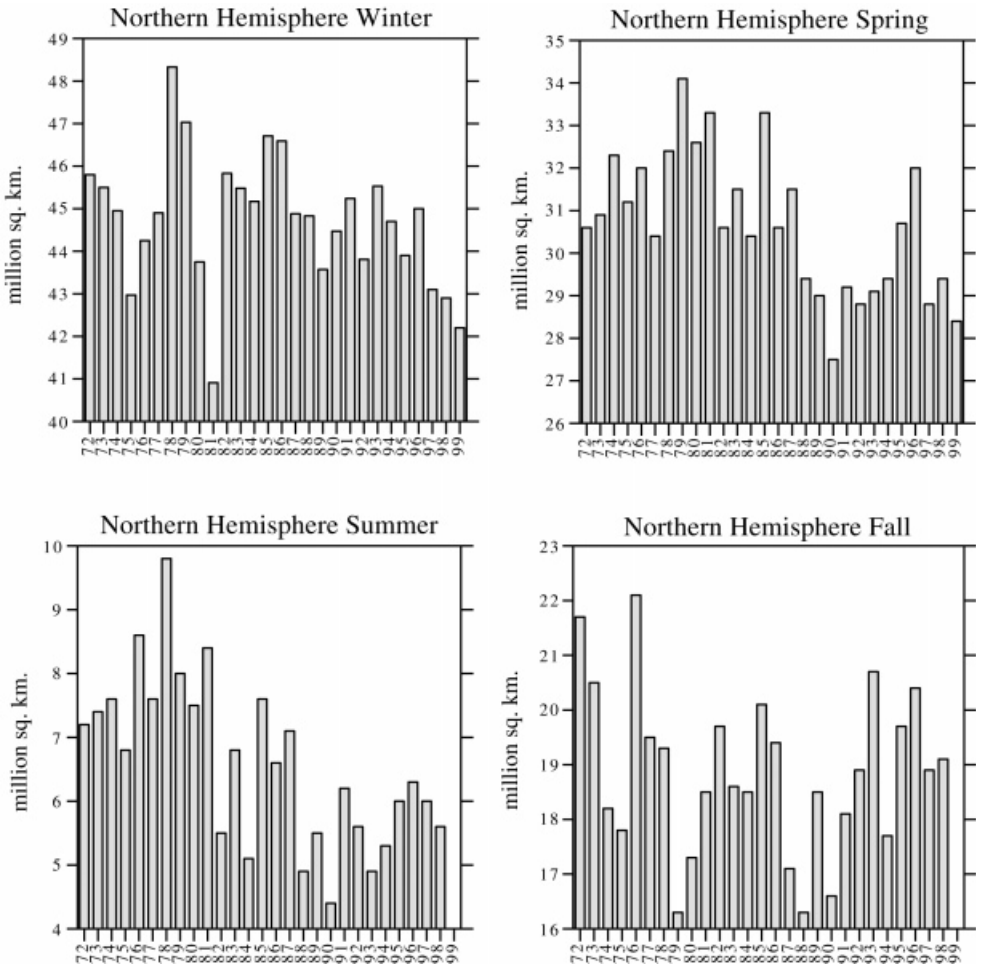 Northern Hemisphere Winter
million sq. km.
49
48
47
46
45
44
43
42
41
40
72 73 74 75 76 77 78 79 80 81 82 83 84 85 86 87 88 89 90 91 92 93 94 95 96 97 98 99
Northern Hemisphere Spring
million sq. km.
35
34
33
32
31
30
29
28
27
26
72 73 74 75 76 77 78 79 80 81 82 83 84 85 86 87 88 89 90 91 92 93 94 95 96 97 98 99
Northern Hemisphere Summer
million sq. km.
10
9
8
7
6
5
4
72 73 74 75 76 77 78 79 80 81 82 83 84 85 86 87 88 89 90 91 92 93 94 95 96 97 98 99
Northern Hemisphere Fall
million sq. km.
23
22
21
20
19
18
17
16
72 73 74 75 76 77 78 79 80 81 82 83 84 85 86 87 88 89 90 91 92 93 94 95 96 97 98 99